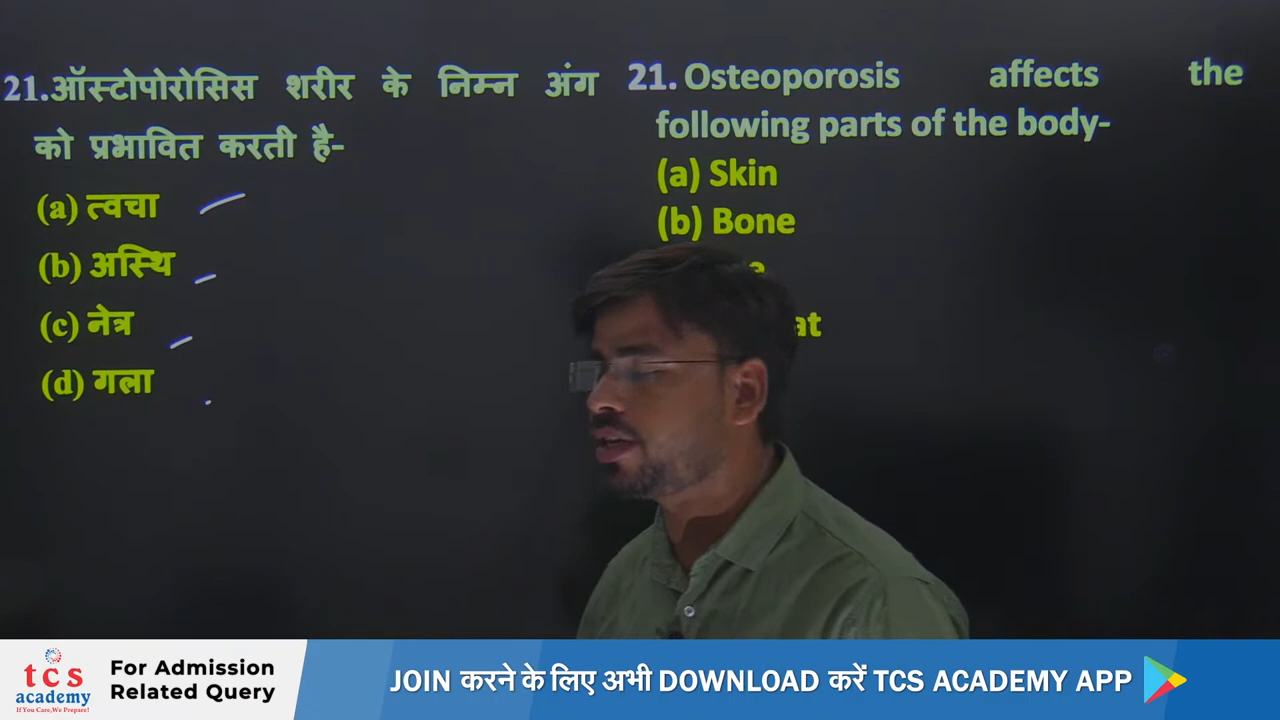 21.ऑस्टोपोरोसिस शरीर के निम्न अंग
को प्रभावित करती है-
(a) त्वचा
(b) अस्थि
(c) नेत्र
(d) गला
21. Osteoporosis affects the
following parts of the body-
(a) Skin
(b) Bone
tcs
academy
If You Care,We Prepare!
For Admission
Related Query
JOIN करने के लिए अभी DOWNLOAD करें TCS ACADEMY APP